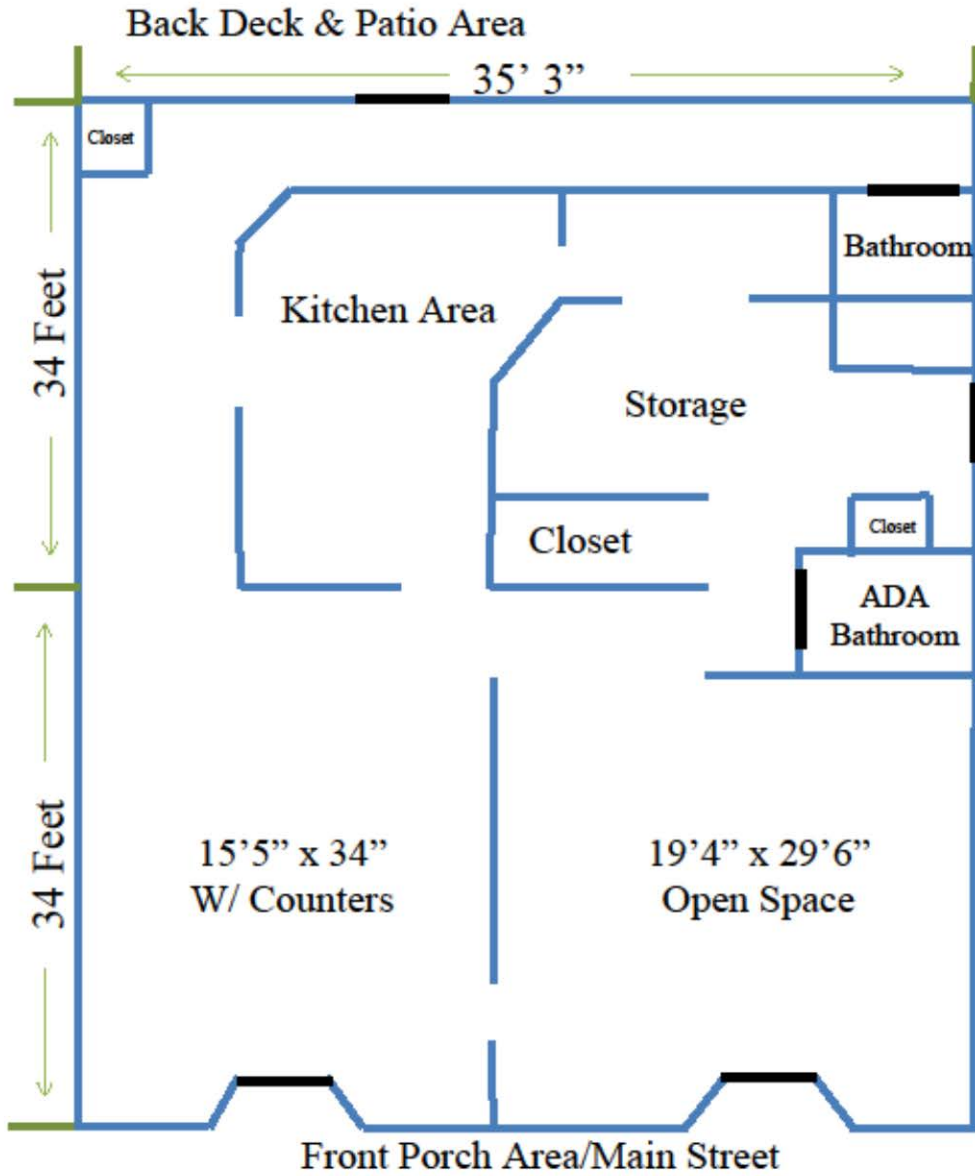 Back Deck & Patio Area
35’ 3”
Closet
34 Feet
Bathroom
Kitchen Area
Storage
Closet
Closet
ADA
Bathroom
34 Feet
15’5” x 34”
W/ Counters
19’4” x 29’6”
Open Space
Front Porch Area/Main Street